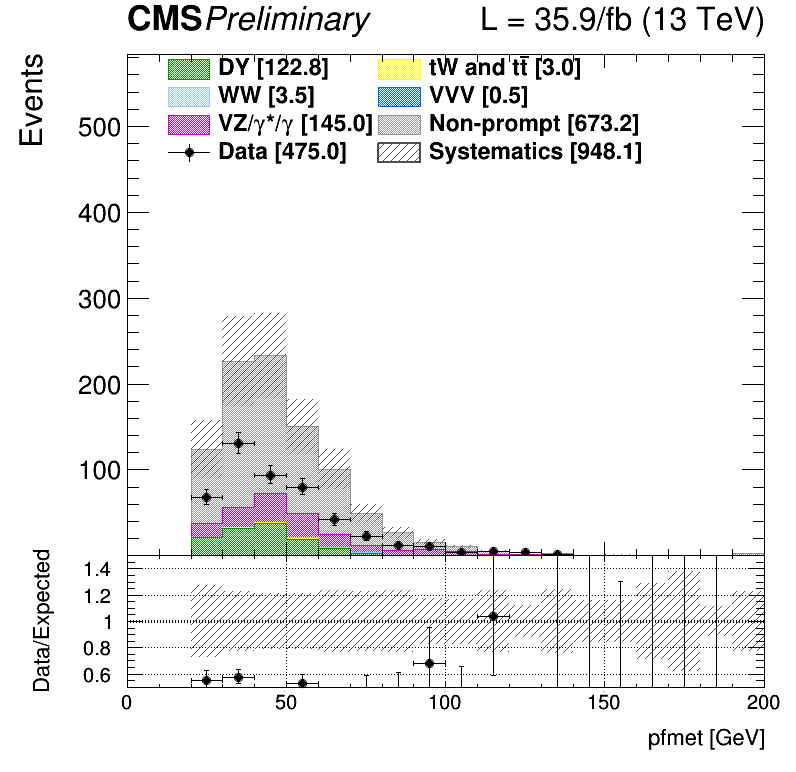 CMS Preliminary L = 35.9/fb (13 TeV)
Events
DY [122.8] tW and tt̄ [3.0]
WW [3.5] VVV [0.5]
VZ/γ*/γ [145.0] Non-prompt [673.2]
Data [475.0] Systematics [948.1]
500
400
300
200
100
Data/Expected
1.4
1.2
1
0.8
0.6
0 50 100 150 200
pfmet [GeV]